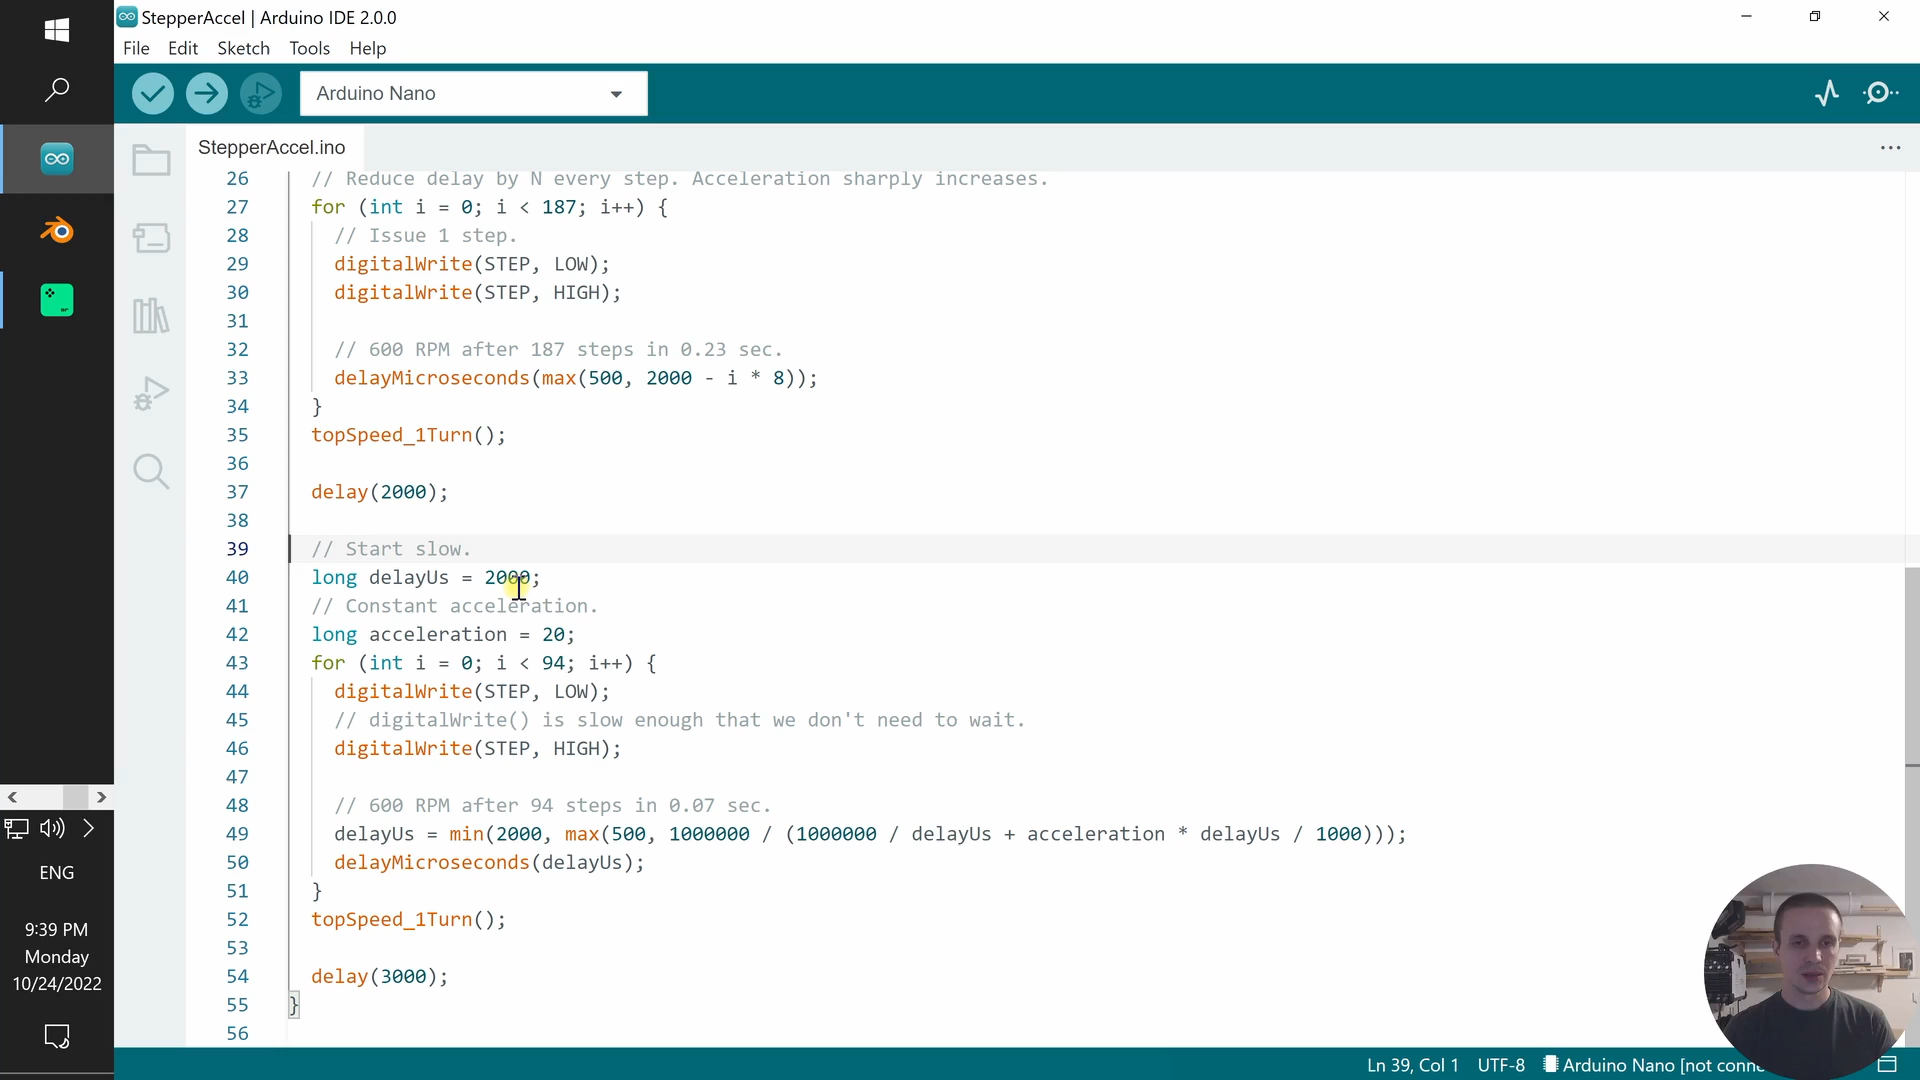 StepperAccel | Arduino IDE 2.0.0
File Edit Sketch Tools Help
Arduino Nano
StepperAccel.ino
26 // Reduce delay by N every step. Acceleration sharply increases.
27 for (int i = 0; i < 187; i++) {
28 // Issue 1 step.
29 digitalWrite(STEP, LOW);
30 digitalWrite(STEP, HIGH);
31
32 // 600 RPM after 187 steps in 0.23 sec.
33 delayMicroseconds(max(500, 2000 - i * 8));
34 }
35 topSpeed_1Turn();
36
37 delay(2000);
38
39 // Start slow.
40 long delayUs = 2000;
41 // Constant acceleration.
42 long acceleration = 20;
43 for (int i = 0; i < 94; i++) {
44 digitalWrite(STEP, LOW);
45 // digitalWrite() is slow enough that we don't need to wait.
46 digitalWrite(STEP, HIGH);
47
48 // 600 RPM after 94 steps in 0.07 sec.
49 delayUs = min(2000, max(500, 1000000 / (1000000 / delayUs + acceleration * delayUs / 1000)));
50 delayMicroseconds(delayUs);
51 }
52 topSpeed_1Turn();
53
54 delay(3000);
55 }
56
ENG
9:39 PM
Monday
10/24/2022
Ln 39, Col 1 UTF-8 Arduino Nano [not